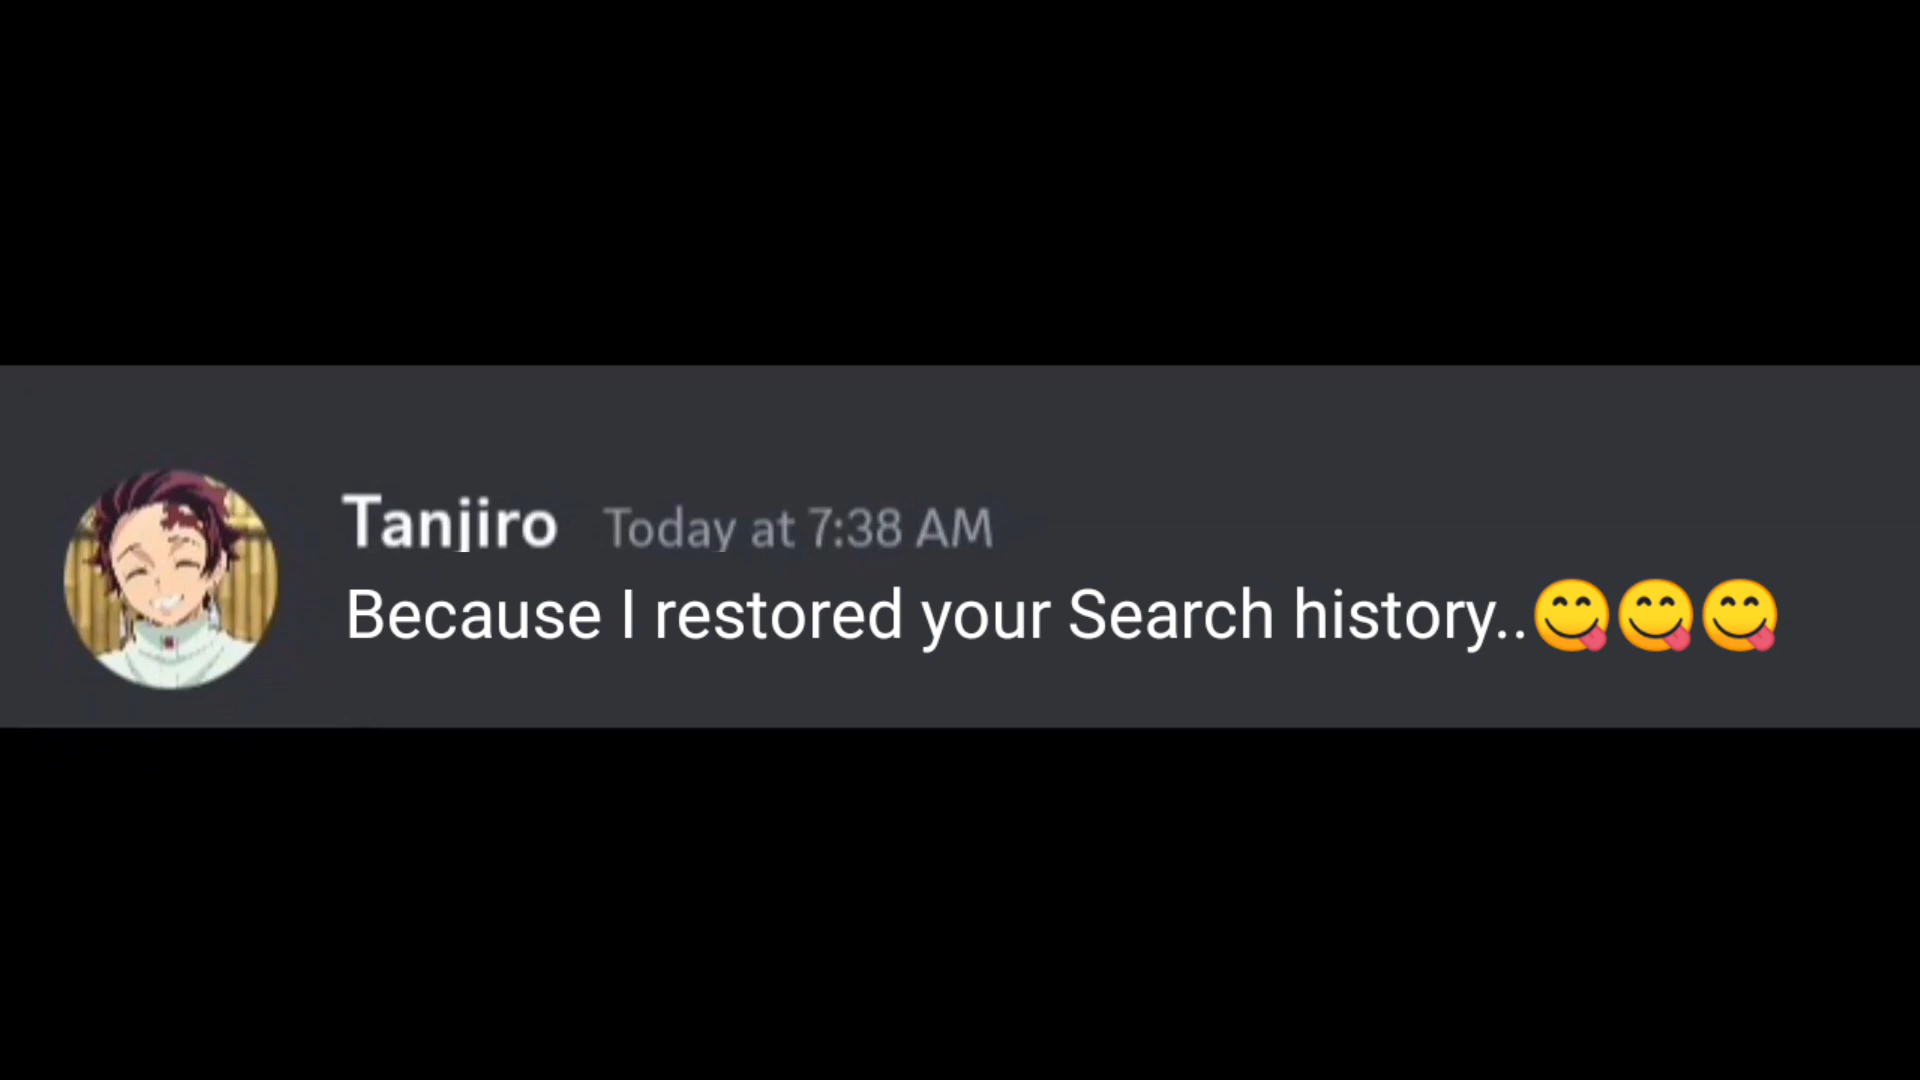 Tanjiro Today at 7:38 AM
Because I restored your Search history..😋😋😋